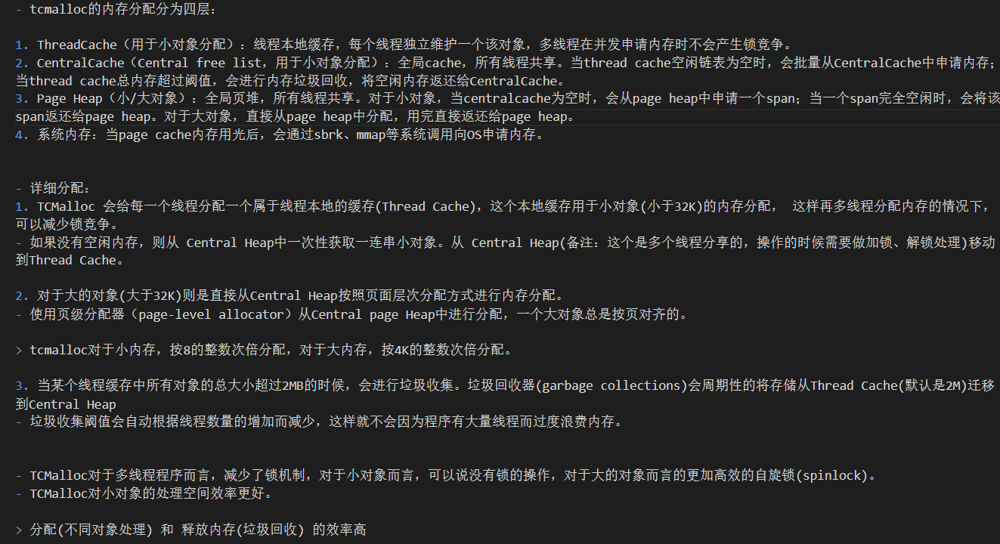 - tcmalloc的内存分配分为四层：
1. ThreadCache（用于小对象分配）：线程本地缓存，每个线程独立维护一个该对象，多线程在并发申请内存时不会产生锁竞争。
2. CentralCache（Central free list，用于小对象分配）：全局cache，所有线程共享。当thread cache空闲链表为空时，会批量从CentralCache中申请内存；
当thread cache总内存超过阈值，会进行内存垃圾回收，将空闲内存返还给CentralCache。
3. Page Heap（小/大对象）：全局页堆，所有线程共享。对于小对象，当centralcache为空时，会从page heap中申请一个span；当一个span完全空闲时，会将该
span返还给page heap。对于大对象，直接从page heap中分配，用完直接返还给page heap。
4. 系统内存：当page cache内存用光后，会通过sbrk、mmap等系统调用向OS申请内存。
- 详细分配：
1. TCMalloc 会给每一个线程分配一个属于线程本地的缓存(Thread Cache)，这个本地缓存用于小对象(小于32K)的内存分配， 这样再多线程分配内存的情况下，
可以减少锁竞争。
- 如果没有空闲内存，则从 Central Heap中一次性获取一连串小对象。从 Central Heap(备注：这个是多个线程分享的，操作的时候需要做加锁、解锁处理)移动
到Thread Cache。
2. 对于大的对象(大于32K)则是直接从Central Heap按照页面层次分配方式进行内存分配。
- 使用页级分配器（page-level allocator）从Central page Heap中进行分配，一个大对象总是按页对齐的。
> tcmalloc对于小内存，按8的整数次倍分配，对于大内存，按4K的整数次倍分配。
3. 当某个线程缓存中所有对象的总大小超过2MB的时候，会进行垃圾收集。垃圾回收器(garbage collections)会周期性的将存储从Thread Cache(默认是2M)迁移
到Central Heap
- 垃圾收集阈值会自动根据线程数量的增加而减少，这样就不会因为程序有大量线程而过度浪费内存。
- TCMalloc对于多线程程序而言，减少了锁机制，对于小对象而言，可以说没有锁的操作，对于大的对象而言的更加高效的自旋锁(spinlock)。
- TCMalloc对小对象的处理空间效率更好。
> 分配(不同对象处理) 和 释放内存(垃圾回收) 的效率高